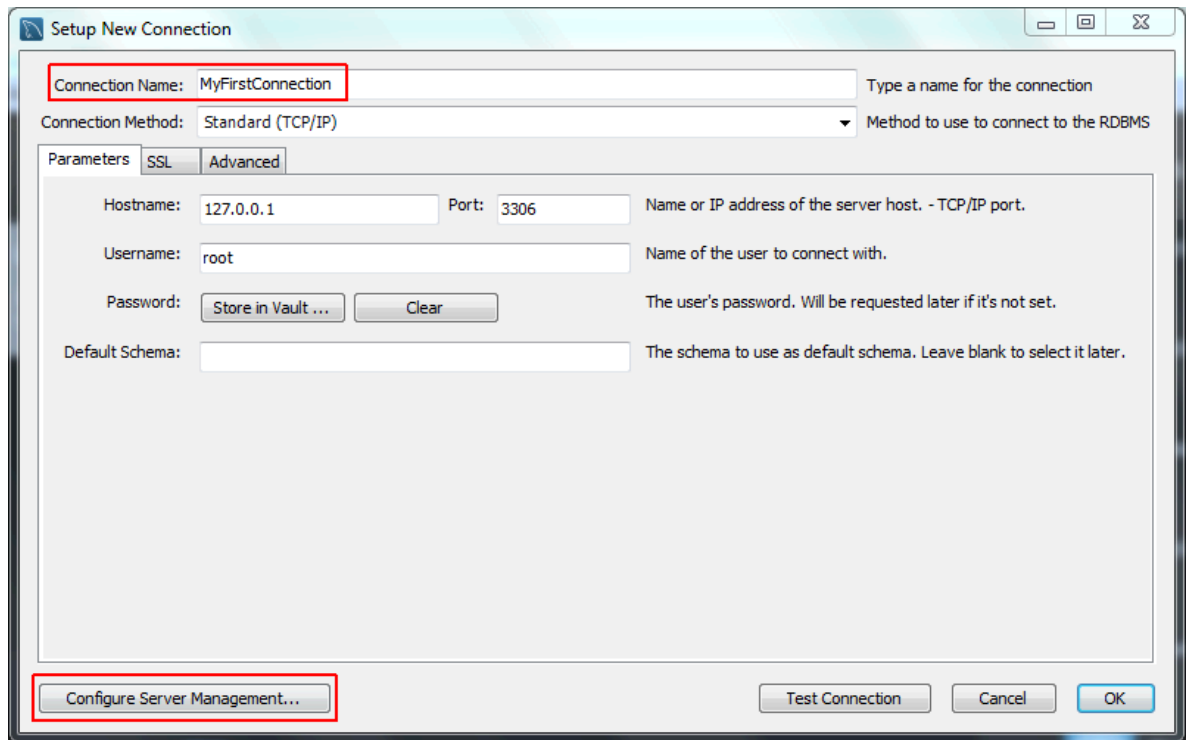 Setup New Connection
Connection Name: MyFirstConnection Type a name for the connection
Connection Method: Standard (TCP/IP) Method to use to connect to the RDBMS
Parameters SSL Advanced
Hostname: 127.0.0.1 Port: 3306 Name or IP address of the server host. - TCP/IP port.
Username: root Name of the user to connect with.
Password: Store in Vault ... Clear The user's password. Will be requested later if it's not set.
Default Schema: The schema to use as default schema. Leave blank to select it later.
Configure Server Management... Test Connection Cancel OK